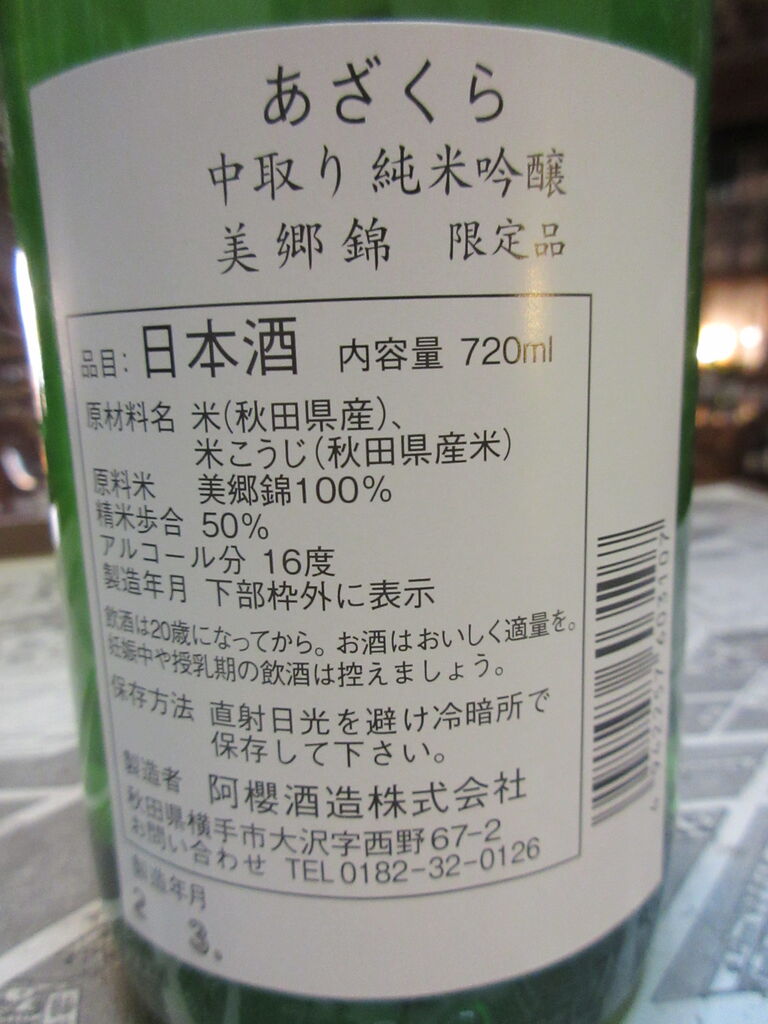 あざくら
中取り 純米吟醸
美郷錦 限定品
品目:日本酒 内容量 720ml
原材料名 米(秋田県産)、
米こうじ(秋田県産米)
原料米 美郷錦100%
精米歩合 50%
アルコール分 16度
製造年月 下部枠外に表示
飲酒は20歳になってから。お酒はおいしく適量を。
妊娠中や授乳期の飲酒は控えましょう。
保存方法 直射日光を避け冷暗所で
保存して下さい。
製造者 阿櫻酒造株式会社
秋田県横手市大沢字西野67-2
お問い合わせ TEL0182-32-0126
製造年月
2 3.